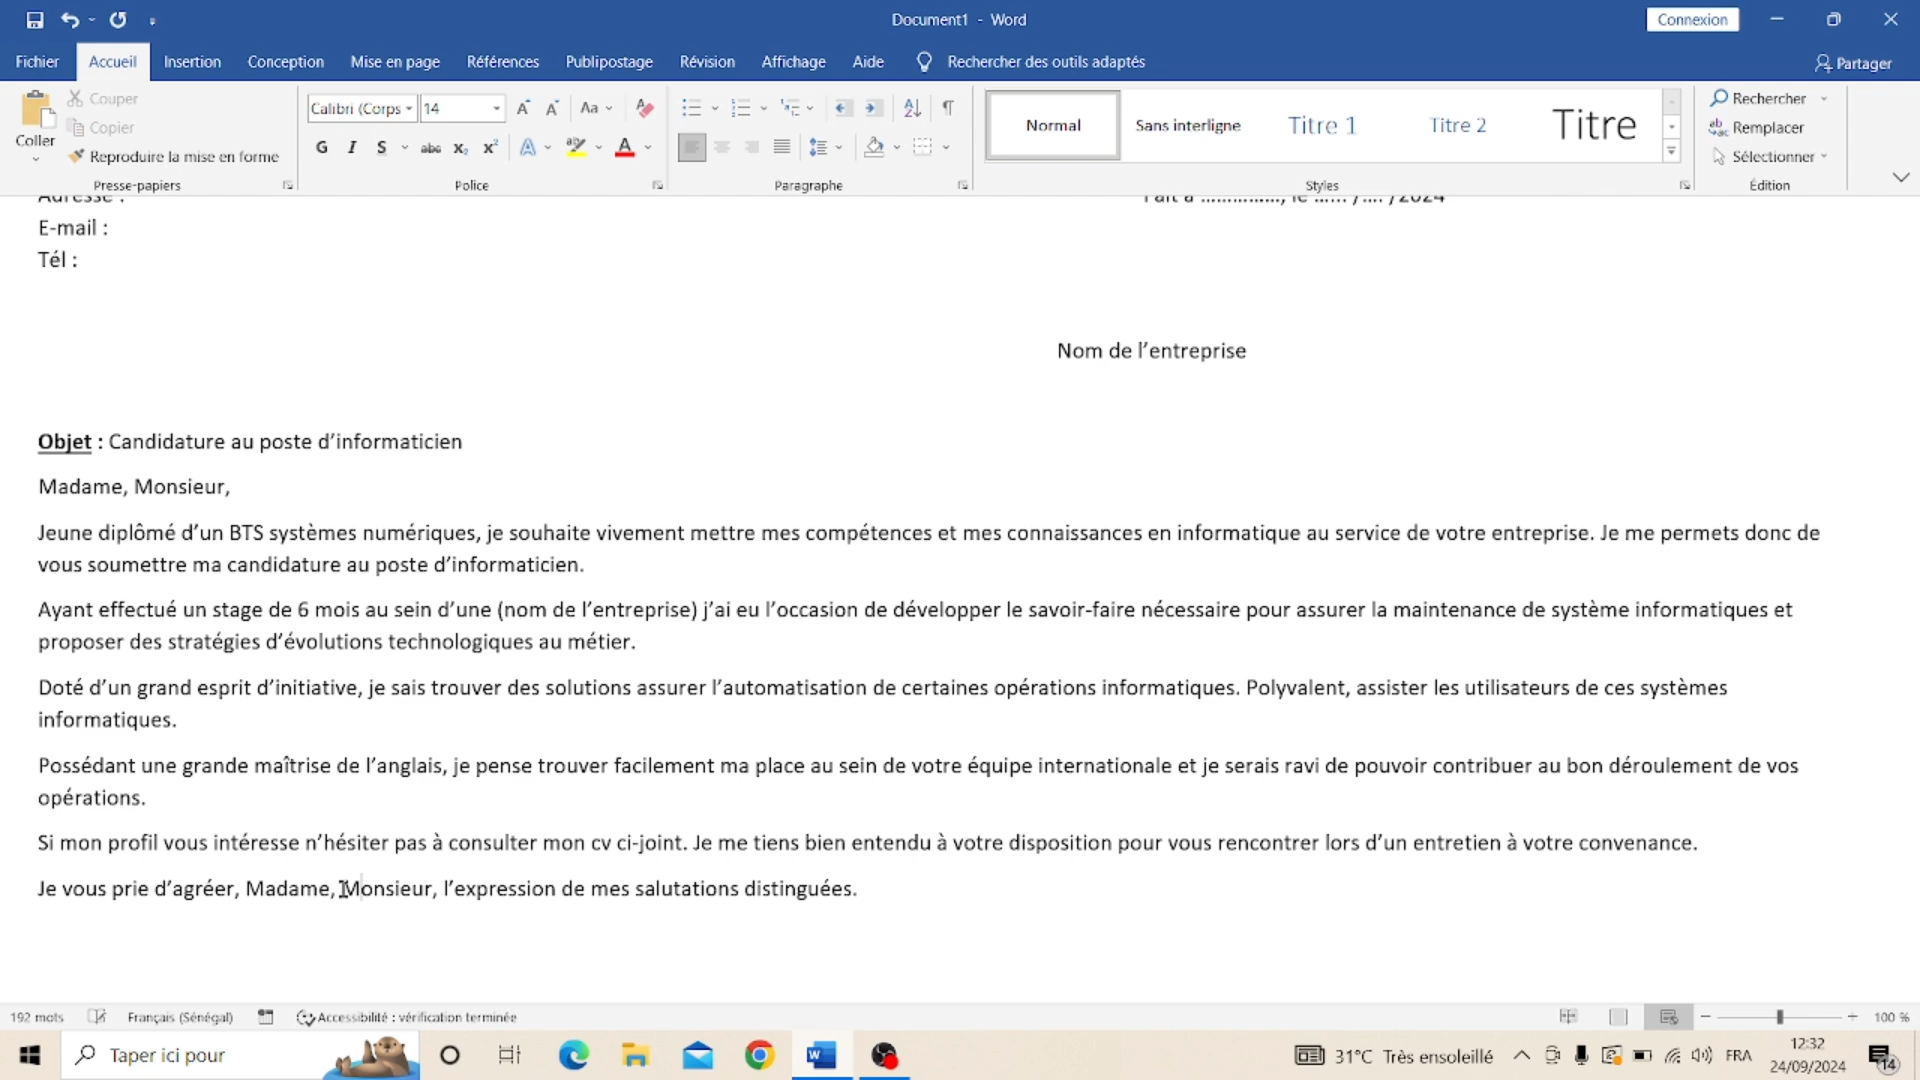 Document1 - Word
Connexion
Fichier Accueil Insertion Conception Mise en page Références Publipostage Révision Affichage Aide Rechercher des outils adaptés Partager
Coller
Couper
Copier
Reproduire la mise en forme
Presse-papiers
Calibri (Corps 14
Aa
G I S abc x₂ x²
Police
Paragraphe
Normal Sans interligne Titre 1 Titre 2 Titre
Styles
Rechercher
Remplacer
Sélectionner
Édition
Adresse : Fait à ..............., le ...... /.... /2024
E-mail :
Tél :
Nom de l’entreprise
Objet : Candidature au poste d’informaticien
Madame, Monsieur,
Jeune diplômé d’un BTS systèmes numériques, je souhaite vivement mettre mes compétences et mes connaissances en informatique au service de votre entreprise. Je me permets donc de
vous soumettre ma candidature au poste d’informaticien.
Ayant effectué un stage de 6 mois au sein d’une (nom de l’entreprise) j’ai eu l’occasion de développer le savoir-faire nécessaire pour assurer la maintenance de système informatiques et
proposer des stratégies d’évolutions technologiques au métier.
Doté d’un grand esprit d’initiative, je sais trouver des solutions assurer l’automatisation de certaines opérations informatiques. Polyvalent, assister les utilisateurs de ces systèmes
informatiques.
Possédant une grande maîtrise de l’anglais, je pense trouver facilement ma place au sein de votre équipe internationale et je serais ravi de pouvoir contribuer au bon déroulement de vos
opérations.
Si mon profil vous intéresse n’hésiter pas à consulter mon cv ci-joint. Je me tiens bien entendu à votre disposition pour vous rencontrer lors d’un entretien à votre convenance.
Je vous prie d’agréer, Madame, Monsieur, l’expression de mes salutations distinguées.
192 mots Français (Sénégal) Accessibilité : vérification terminée 100 %
Taper ici pour
31°C Très ensoleillé FRA
12:32
24/09/2024
14